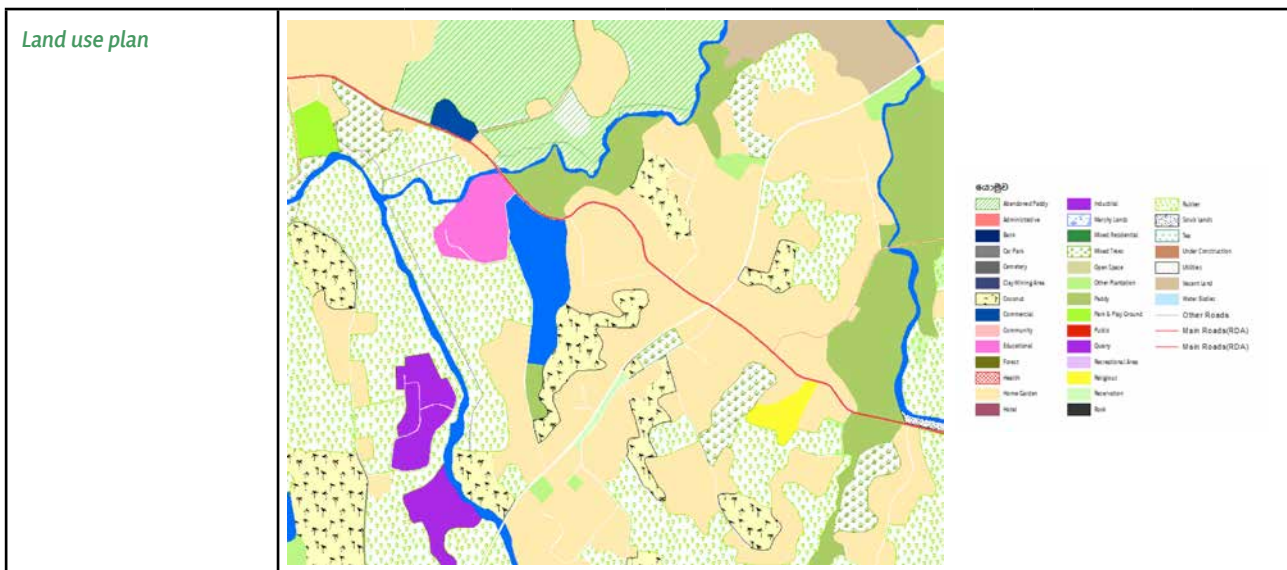 Land use plan
යොමුව
Abandoned Paddy
Administrative
Bank
Car Park
Cemetery
Clay Mining Area
Coconut
Commercial
Community
Educational
Forest
Health
Home Garden
Hotel
Industrial
Marshy Lands
Mixed Residential
Mixed Trees
Open Space
Other Plantation
Paddy
Park & Play Ground
Public
Quarry
Recreational Area
Religious
Reservation
Rock
Rubber
Scrub lands
Tea
Under Construction
Utilities
Vacant land
Water Bodies
Other Roads
Main Roads(RDA)
Main Roads(RDA)